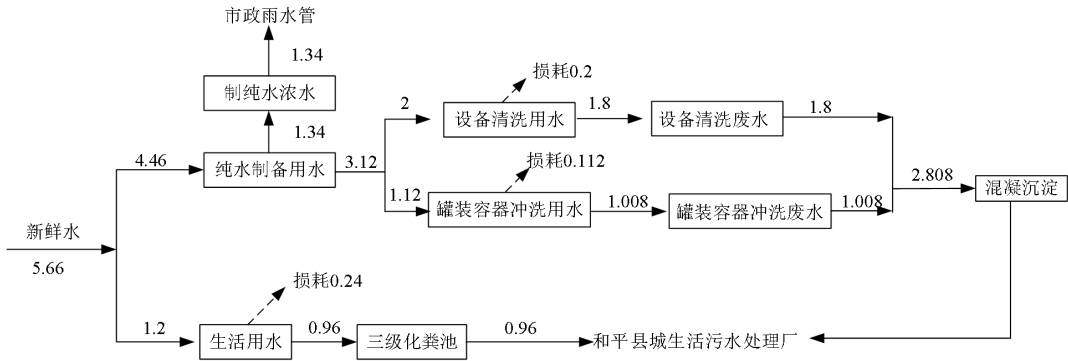 市政雨水管
1.34
制纯水浓水
1.34
损耗0.2
2
设备清洗用水
1.8
设备清洗废水
1.8
4.46
纯水制备用水
3.12
损耗0.112
1.12
罐装容器冲洗用水
1.008
罐装容器冲洗废水
1.008
2.808
混凝沉淀
新鲜水
5.66
损耗0.24
1.2
生活用水
0.96
三级化粪池
0.96
和平县城生活污水处理厂